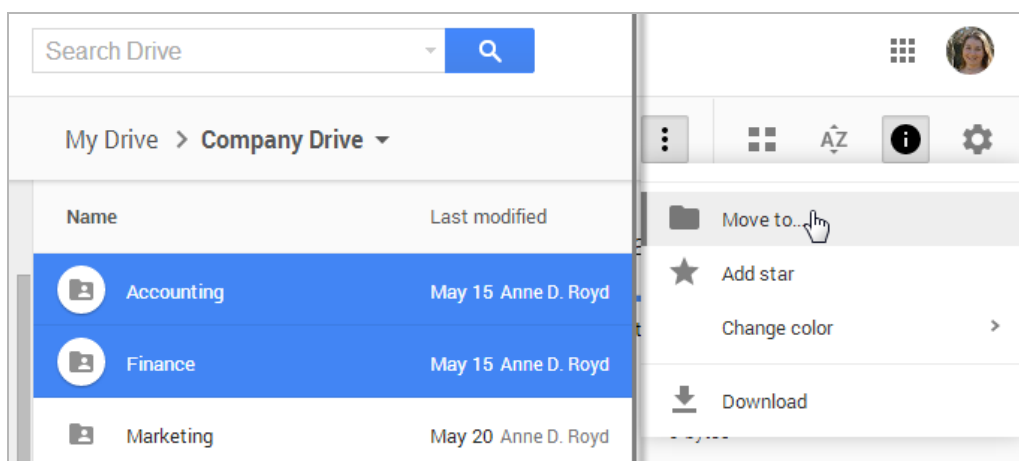 Search Drive
My Drive > Company Drive
AZ
Name Last modified
Move to...
Accounting May 15 Anne D. Royd
Add star
Change color
Finance May 15 Anne D. Royd
Download
Marketing May 20 Anne D. Royd